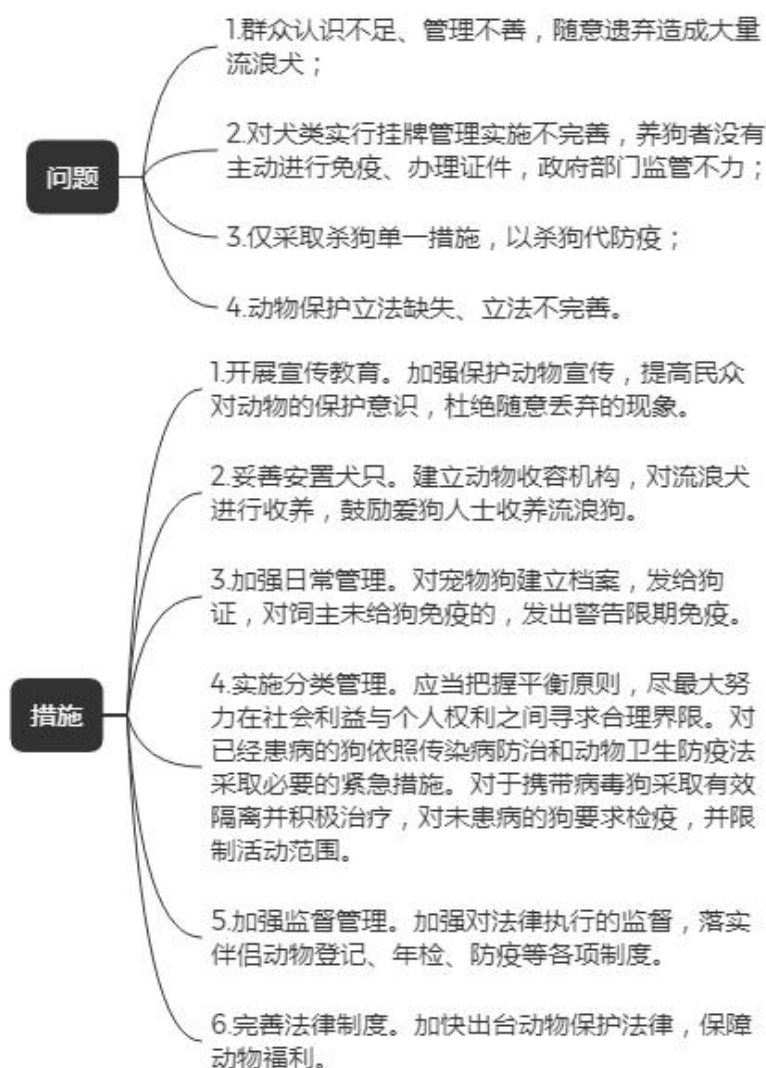 问题
1.群众认识不足、管理不善，随意遗弃造成大量
流浪犬；
2.对犬类实行挂牌管理实施不完善，养狗者没有
主动进行免疫、办理证件，政府部门监管不力；
3.仅采取杀狗单一措施，以杀狗代防疫；
4.动物保护立法缺失、立法不完善。
措施
1.开展宣传教育。加强保护动物宣传，提高民众
对动物的保护意识，杜绝随意丢弃的现象。
2.妥善安置犬只。建立动物收容机构，对流浪犬
进行收养，鼓励爱狗人士收养流浪狗。
3.加强日常管理。对宠物狗建立档案，发给狗
证，对饲主未给狗免疫的，发出警告限期免疫。
4.实施分类管理。应当把握平衡原则，尽最大努
力在社会利益与个人权利之间寻求合理界限。对
已经患病的狗依照传染病防治和动物卫生防疫法
采取必要的紧急措施。对于携带病毒狗采取有效
隔离并积极治疗，对未患病的狗要求检疫，并限
制活动范围。
5.加强监督管理。加强对法律执行的监督，落实
伴侣动物登记、年检、防疫等各项制度。
6.完善法律制度。加快出台动物保护法律，保障
动物福利。